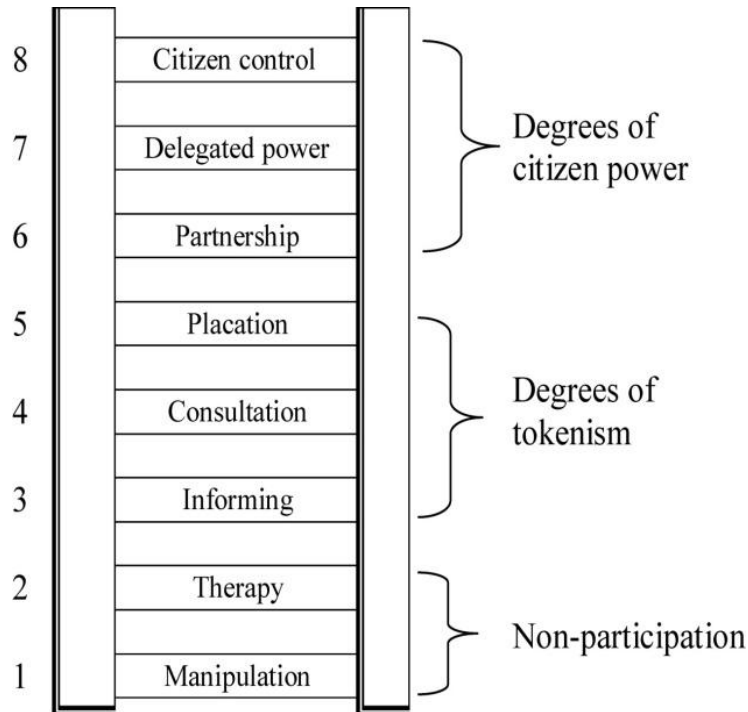 8 Citizen control
7 Delegated power
Degrees of
citizen power
6 Partnership
5 Placation
4 Consultation
Degrees of
tokenism
3 Informing
2 Therapy
Non-participation
1 Manipulation